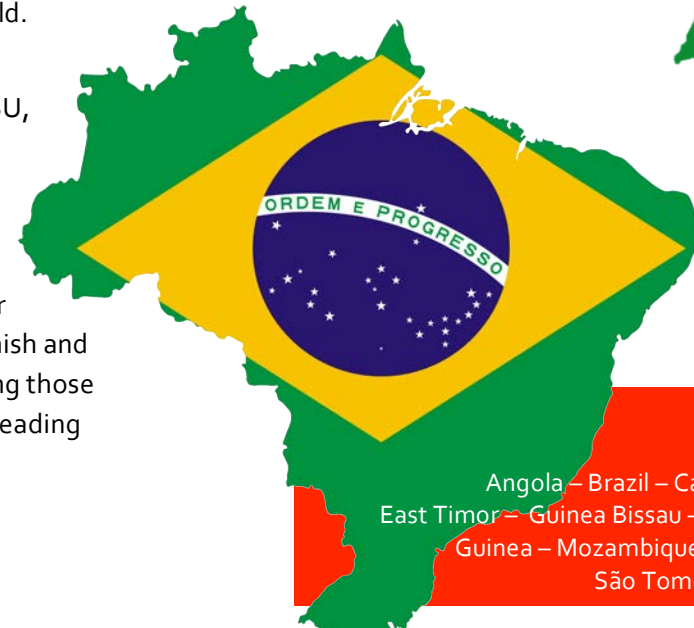 ld.
SU,
r
nish and
ng those
eading
ORDEM E PROGRESSO
Angola – Brazil – Ca
East Timor – Guinea Bissau –
Guinea – Mozambique
São Tom